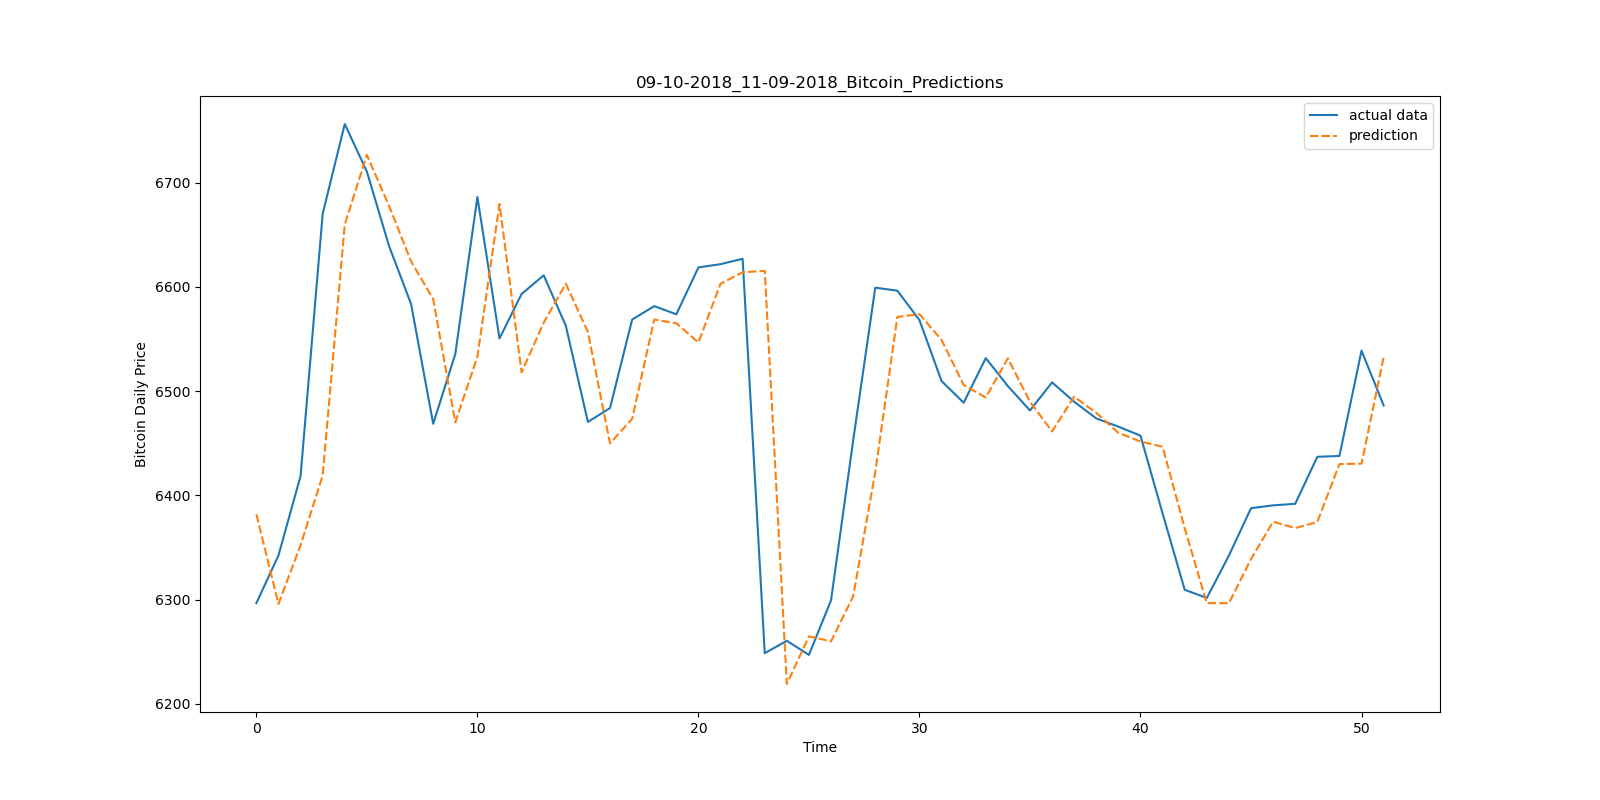 09-10-2018_11-09-2018_Bitcoin_Predictions
actual data
prediction
Bitcoin Daily Price
6700
6600
6500
6400
6300
6200
0 10 20 30 40 50
Time